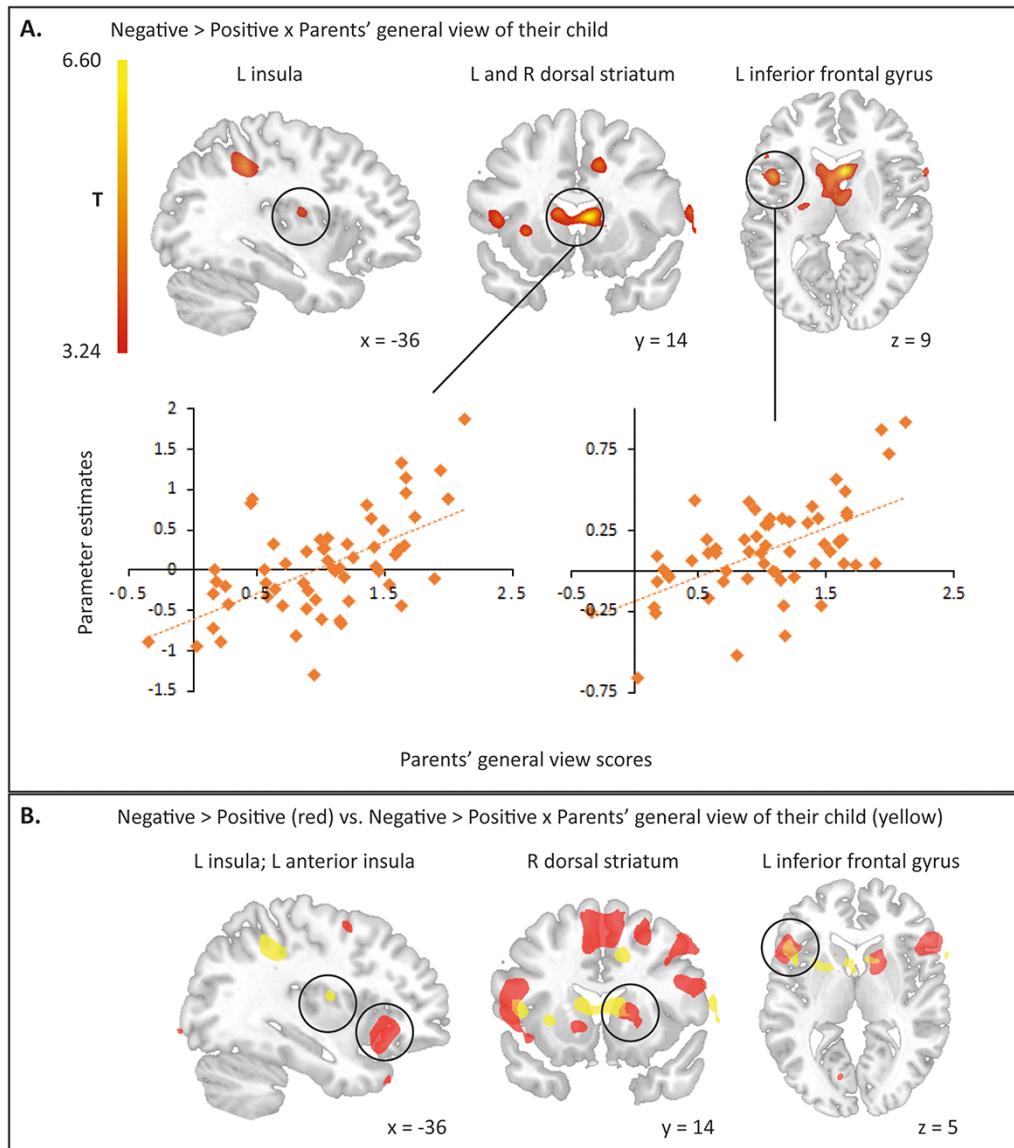 A.
Negative > Positive x Parents’ general view of their child
6.60
T
3.24
L insula
L and R dorsal striatum
L inferior frontal gyrus
x = -36
y = 14
z = 9
Parameter estimates
2
1.5
1
0.5
0
-0.5
-1
-1.5
-0.5
0.5
1.5
2.5
0.75
0.25
-0.25
-0.75
-0.5
0.5
1.5
2.5
Parents’ general view scores
B.
Negative > Positive (red) vs. Negative > Positive x Parents’ general view of their child (yellow)
L insula; L anterior insula
R dorsal striatum
L inferior frontal gyrus
x = -36
y = 14
z = 5